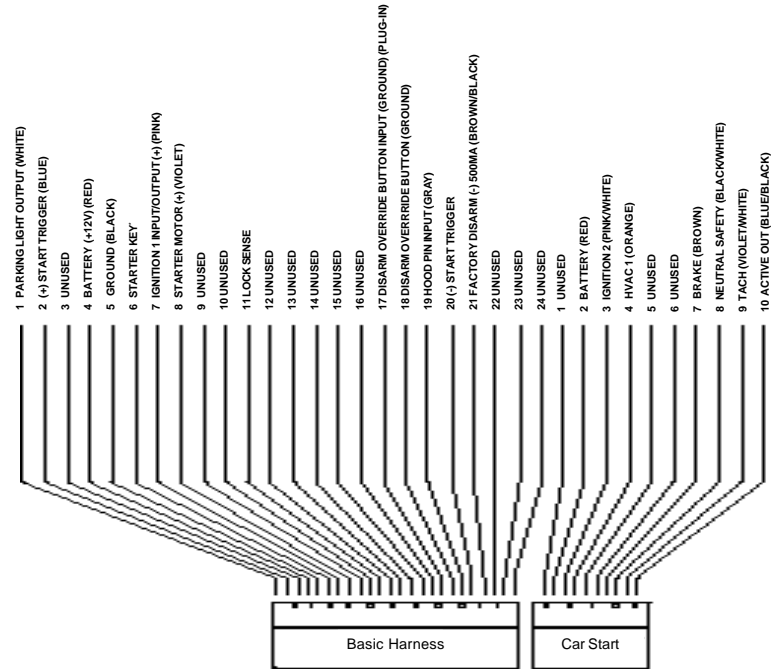 1 PARKING LIGHT OUTPUT (WHITE)
2 (+) START TRIGGER (BLUE)
3 UNUSED
4 BATTERY (+12V) (RED)
5 GROUND (BLACK)
6 STARTER KEY'
7 IGNITION 1 INPUT/OUTPUT (+) (PINK)
8 STARTER MOTOR (+) (VIOLET)
9 UNUSED
10 UNUSED
11 LOCK SENSE
12 UNUSED
13 UNUSED
14 UNUSED
15 UNUSED
16 UNUSED
17 DISARM OVERRIDE BUTTON INPUT (GROUND) (PLUG-IN)
18 DISARM OVERRRIDE BUTTON (GROUND)
19 HOOD PIN INPUT (GRAY)
20 (-) START TRIGGER
21 FACTORY DISARM (-) 500MA (BROWN/BLACK)
22 UNUSED
23 UNUSED
24 UNUSED
1 UNUSED
2 BATTERY (RED)
3 IGNITION 2 (PINK/WHITE)
4 HVAC 1 (ORANGE)
5 UNUSED
6 UNUSED
7 BRAKE (BROWN)
8 NEUTRAL SAFETY (BLACK/WHITE)
9 TACH (VIOLET/WHITE)
10 ACTIVE OUT (BLUE/BLACK)
Basic Harness
Car Start